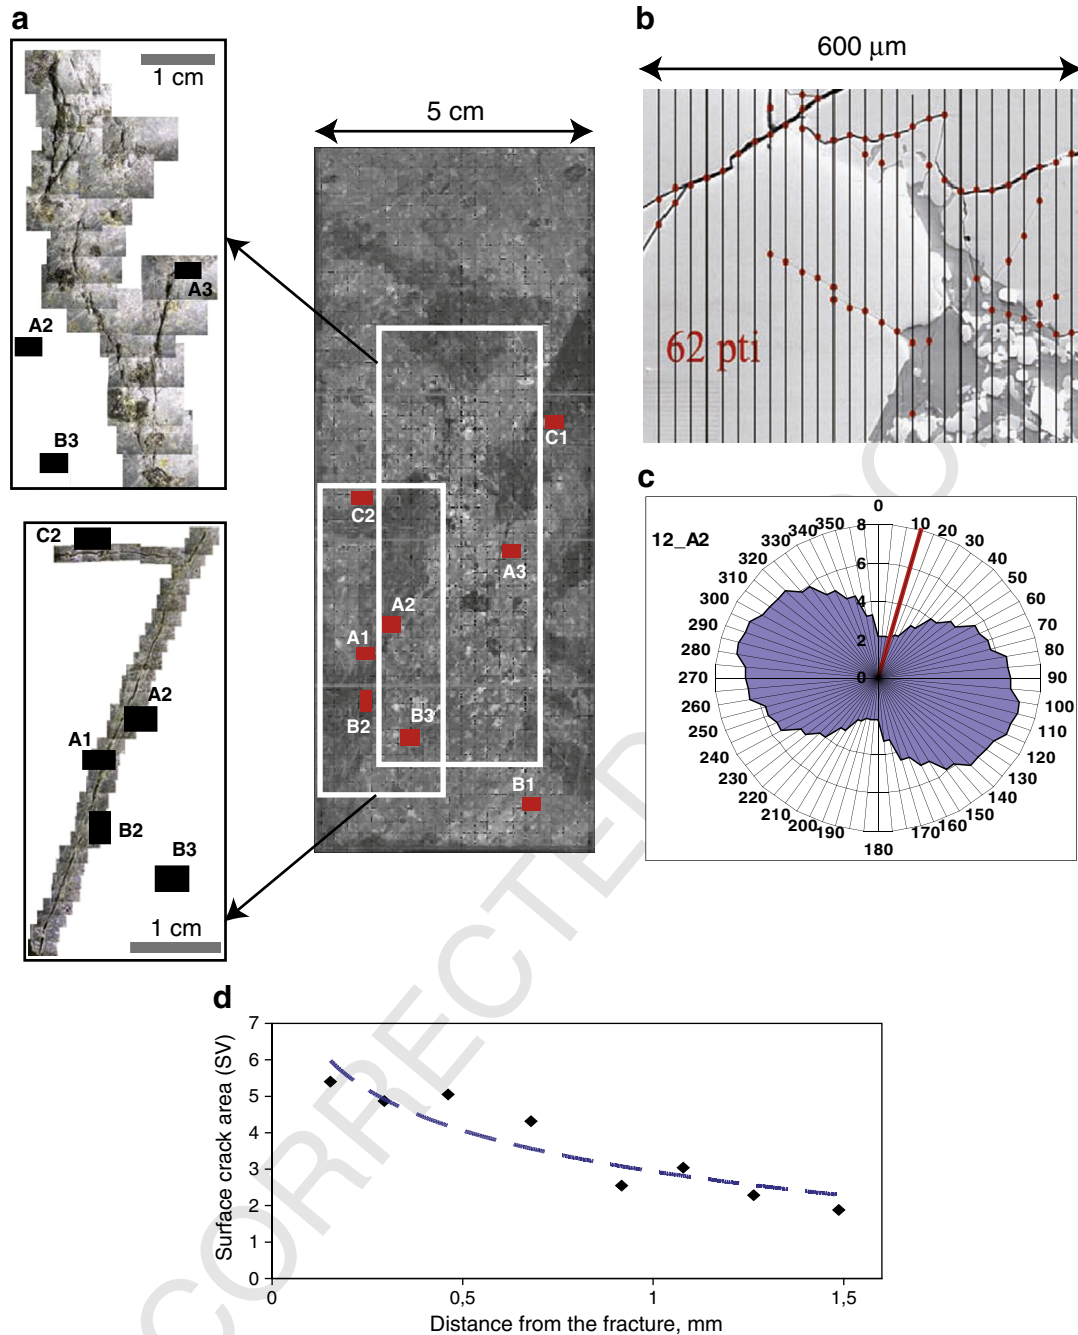 a
1 cm
A3
A2
B3
C2
A2
A1
B2
B3
1 cm
5 cm
C1
C2
A3
A2
A1
B2
B3
B1
b
600 μm
62 pti
c
12_A2
0
10
20
30
40
50
60
70
80
90
100
110
120
130
140
150
160
170
180
190
200
210
220
230
240
250
260
270
280
290
300
310
320
330
340
350
8
6
4
2
0
d
Surface crack area (SV)
7
6
5
4
3
2
1
0
0
0,5
1
1,5
Distance from the fracture, mm
CORRECTED